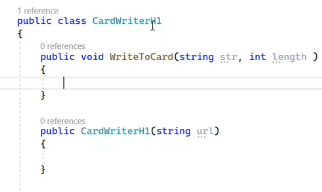 1 reference
public class CardWriterH1
{
0 references
public void WriteToCard(string str, int length )
{
}
0 references
public CardWriterH1(string url)
{
}